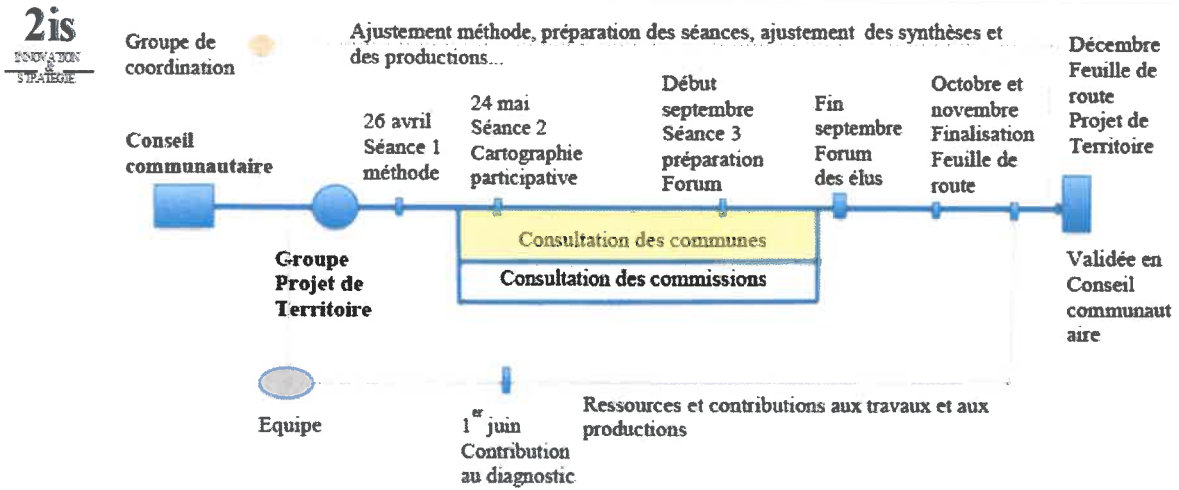 2is
INNOVATION
&
STRATEGIE
Groupe de
coordination
Ajustement méthode, préparation des séances, ajustement des synthèses et
des productions...
Décembre
Feuille de
route
Projet de
Territoire
Conseil
communautaire
26 avril
Séance 1
méthode
24 mai
Séance 2
Cartographie
participative
Début
septembre
Séance 3
préparation
Forum
Fin
septembre
Forum
des élus
Octobre et
novembre
Finalisation
Feuille de
route
Groupe
Projet de
Territoire
Consultation des communes
Consultation des commissions
Validée en
Conseil
communaut
aire
Equipe
1er juin
Contribution
au diagnostic
Ressources et contributions aux travaux et aux
productions